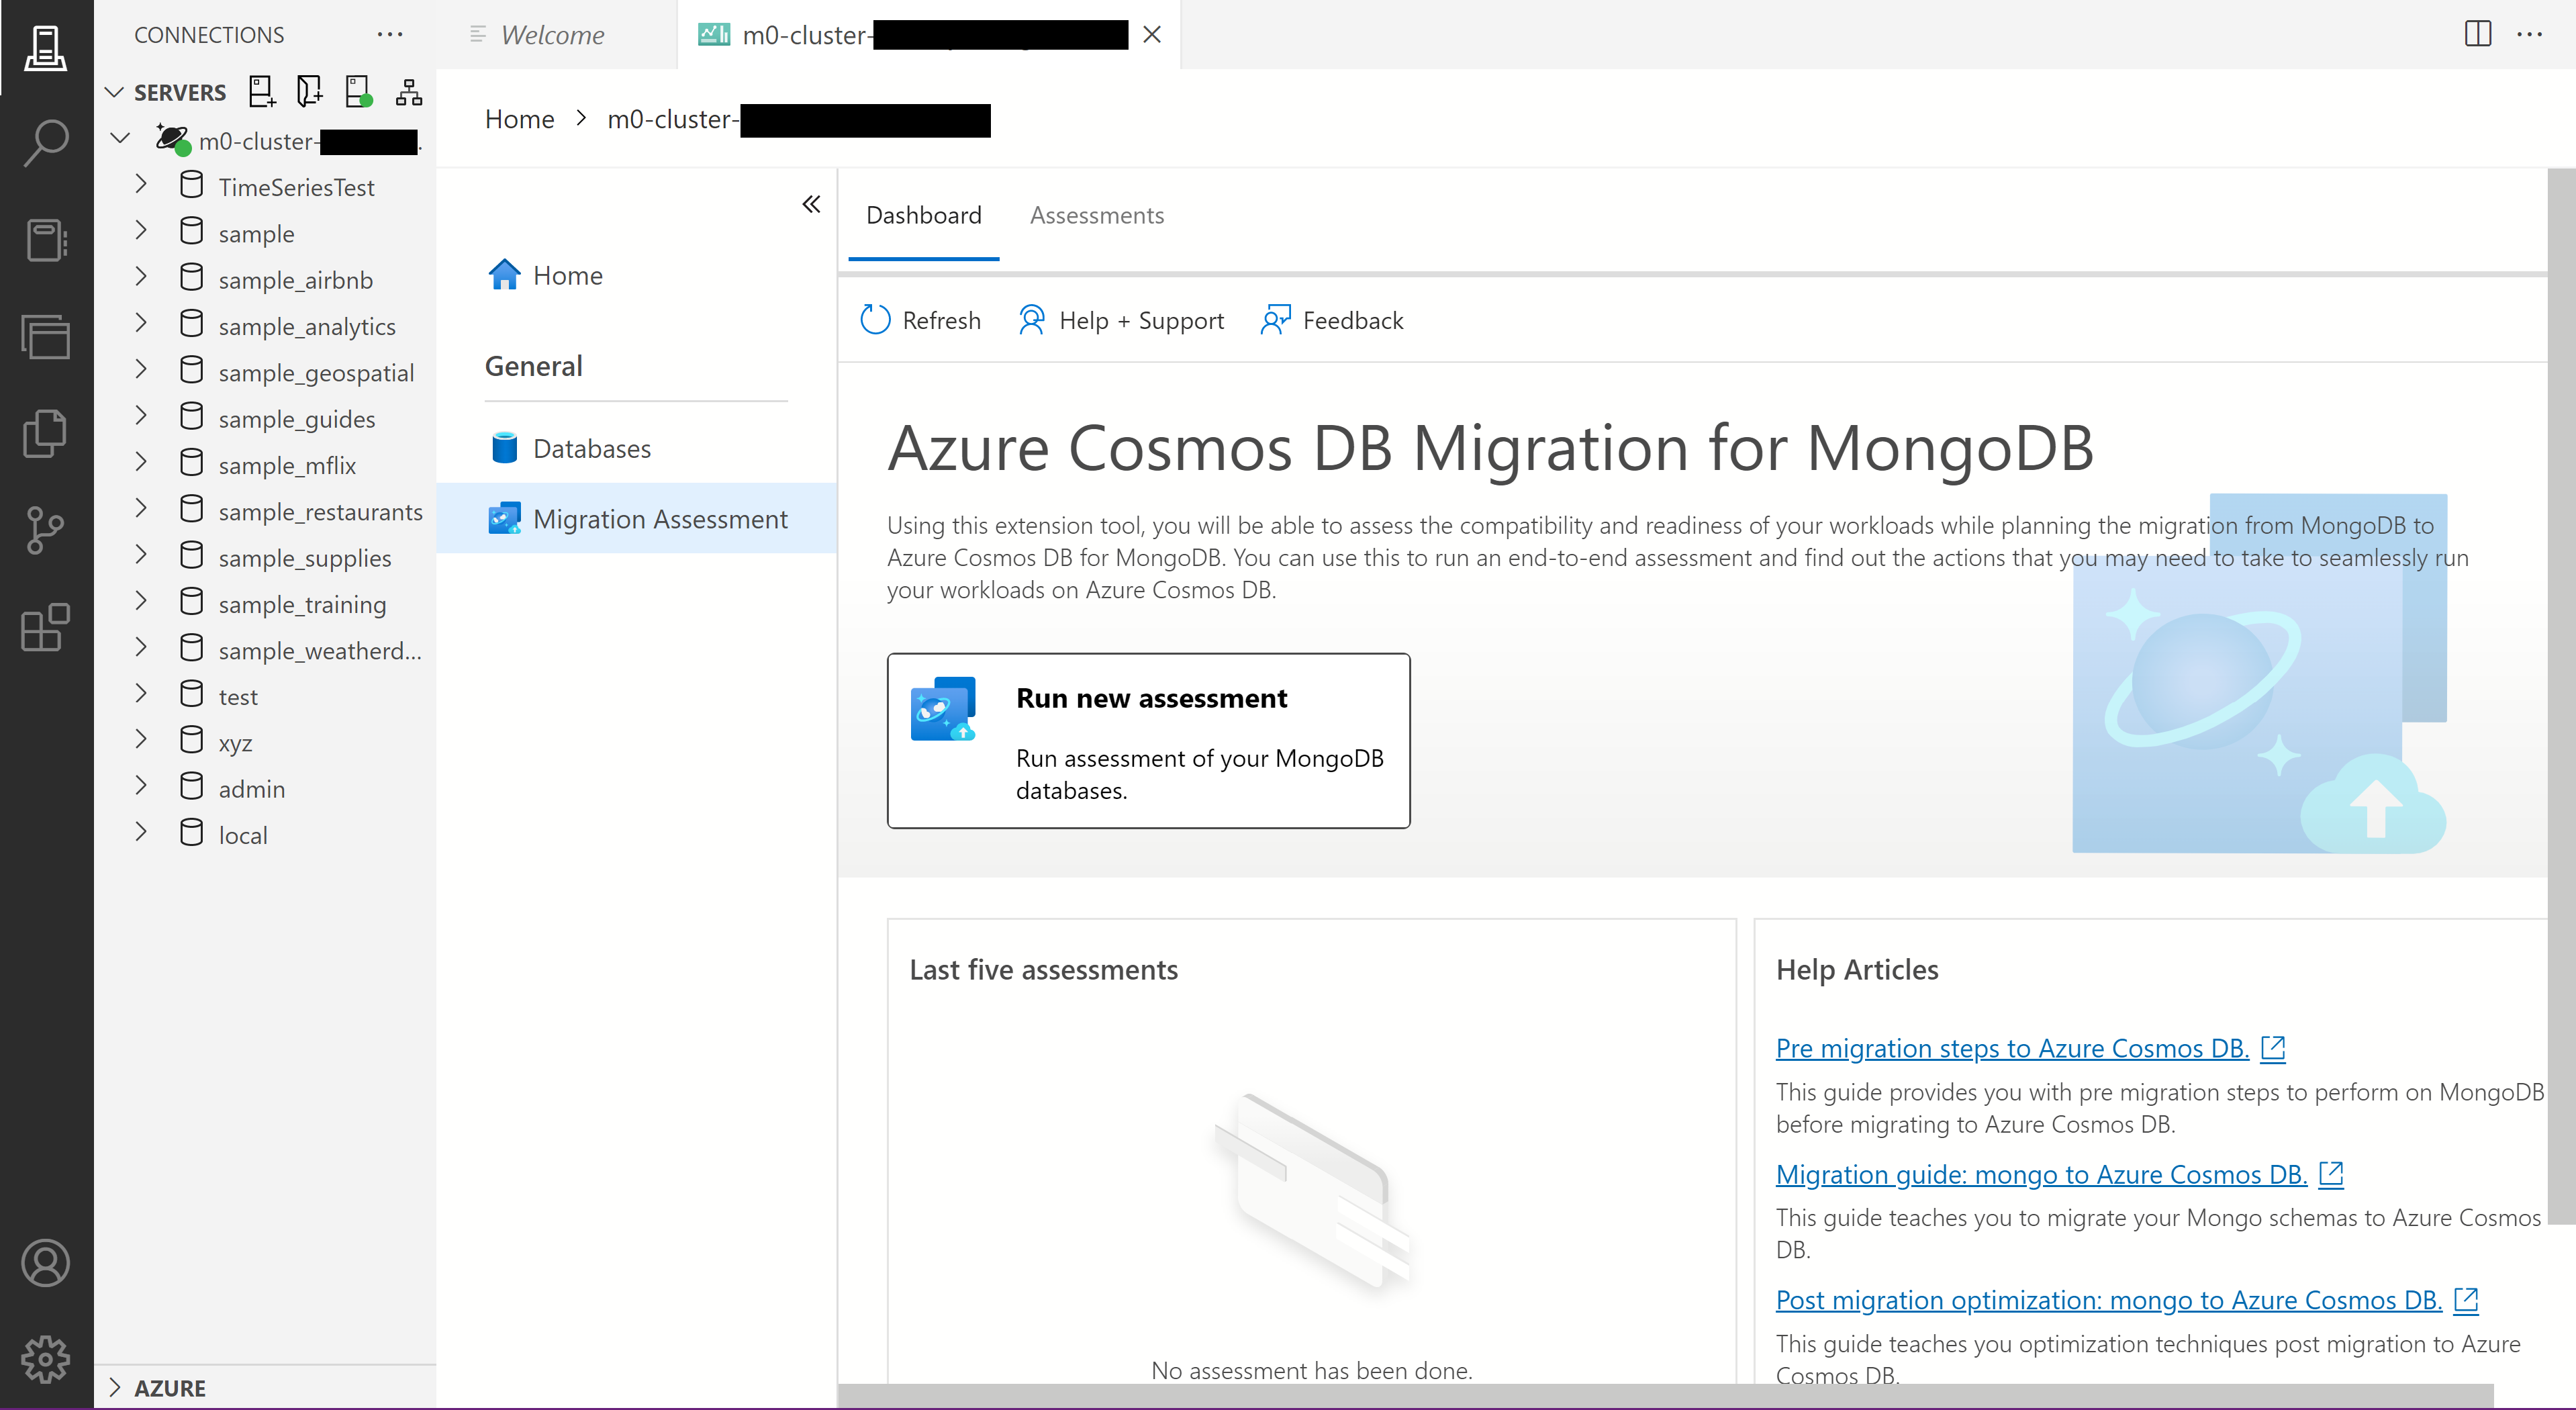 CONNECTIONS
SERVERS
m0-cluster-
TimeSeriesTest
sample
sample_airbnb
sample_analytics
sample_geospatial
sample_guides
sample_mflix
sample_restaurants
sample_supplies
sample_training
sample_weatherd...
test
xyz
admin
local
AZURE
Welcome
m0-cluster-
Home > m0-cluster-
Home
General
Databases
Migration Assessment
Dashboard Assessments
Refresh Help + Support Feedback
Azure Cosmos DB Migration for MongoDB
Using this extension tool, you will be able to assess the compatibility and readiness of your workloads while planning the migration from MongoDB to
Azure Cosmos DB for MongoDB. You can use this to run an end-to-end assessment and find out the actions that you may need to take to seamlessly run
your workloads on Azure Cosmos DB.
Run new assessment
Run assessment of your MongoDB
databases.
Last five assessments
No assessment has been done.
Help Articles
Pre migration steps to Azure Cosmos DB.
This guide provides you with pre migration steps to perform on MongoDB
before migrating to Azure Cosmos DB.
Migration guide: mongo to Azure Cosmos DB.
This guide teaches you to migrate your Mongo schemas to Azure Cosmos
DB.
Post migration optimization: mongo to Azure Cosmos DB.
This guide teaches you optimization techniques post migration to Azure
Cosmos DB.